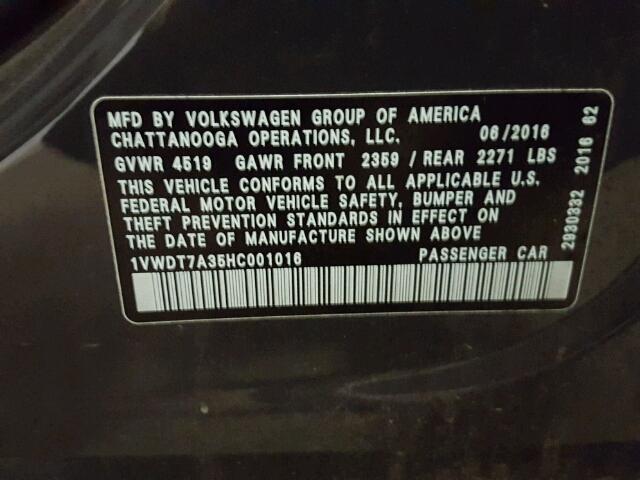 MFD BY VOLKSWAGEN GROUP OF AMERICA
CHATTANOOGA OPERATIONS, LLC. 06/2016
GVWR 4519 GAWR FRONT 2359 / REAR 2271 LBS
THIS VEHICLE CONFORMS TO ALL APPLICABLE U.S.
FEDERAL MOTOR VEHICLE SAFETY, BUMPER AND
THEFT PREVENTION STANDARDS IN EFFECT ON
THE DATE OF MANUFACTURE SHOWN ABOVE
1VWDT7A35HC001016 PASSENGER CAR
2930332 2016 62